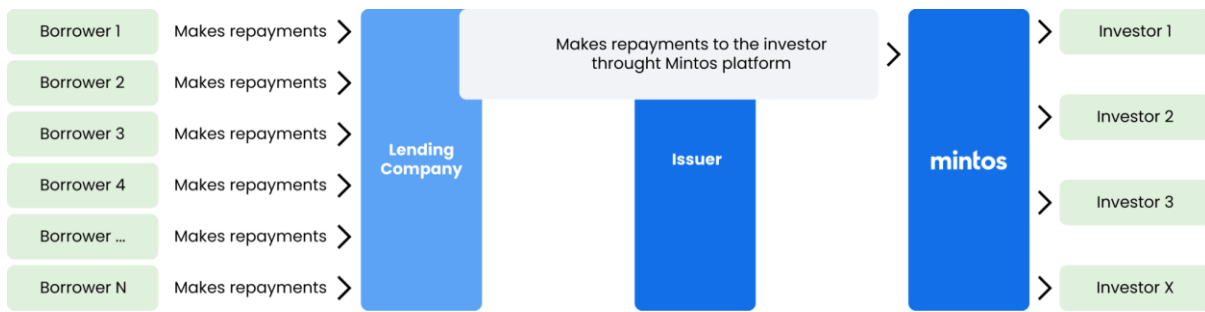 Borrower 1 Makes repayments
Borrower 2 Makes repayments
Borrower 3 Makes repayments
Borrower 4 Makes repayments
Borrower ... Makes repayments
Borrower N Makes repayments
Lending
Company
Makes repayments to the investor
throught Mintos platform
Issuer
mintos
Investor 1
Investor 2
Investor 3
Investor X